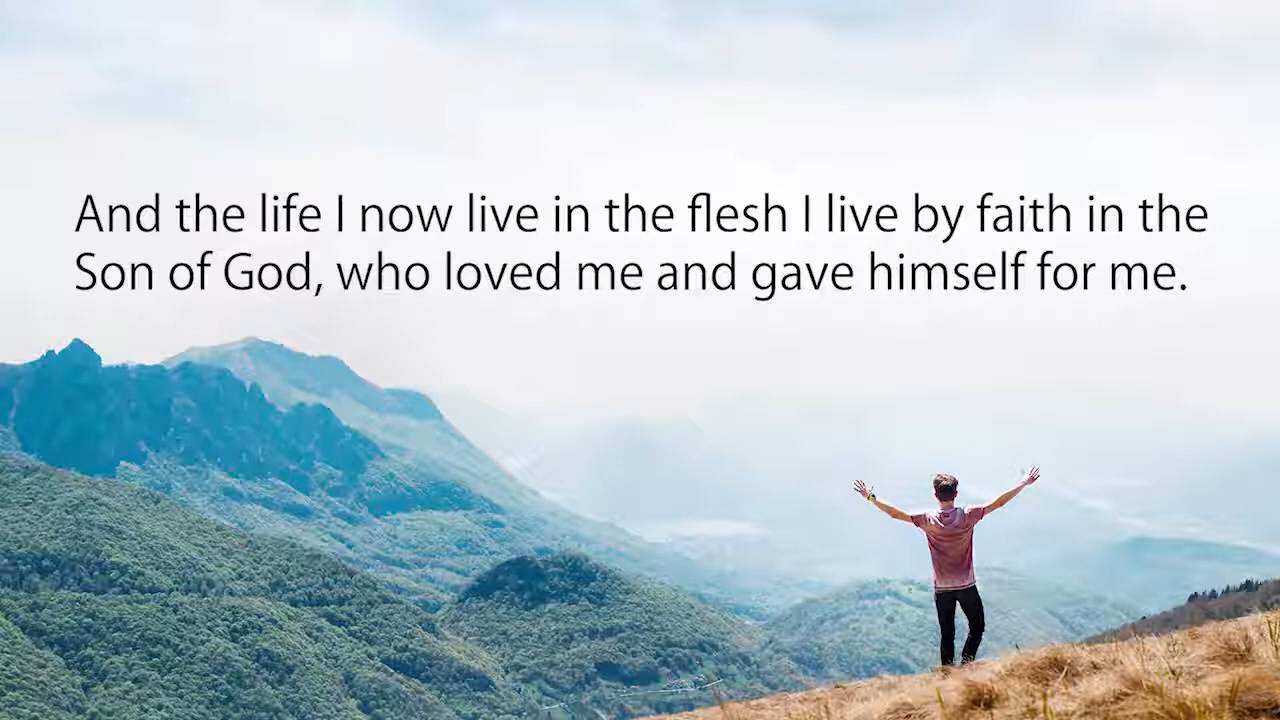 And the life I now live in the flesh I live by faith in the
Son of God, who loved me and gave himself for me.